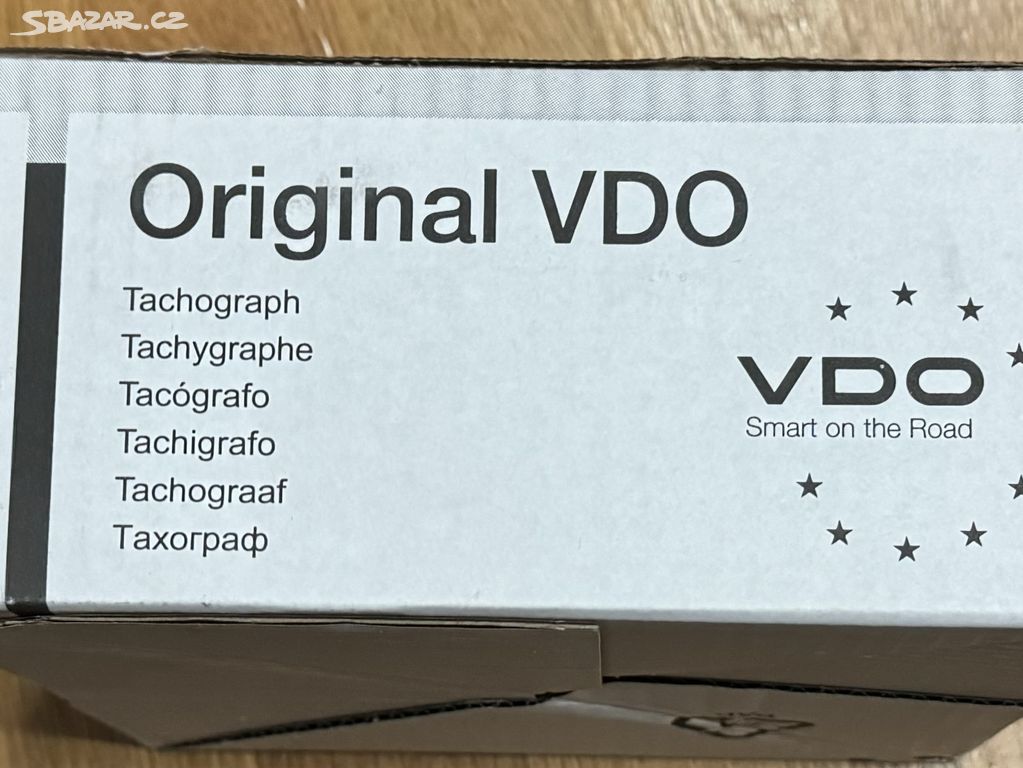 SBAZAR.CZ
Original VDO
Tachograph
Tachygraphe
Tacógrafo
Tachigrafo
Tachograaf
Тахограф
VDO
Smart on the Road